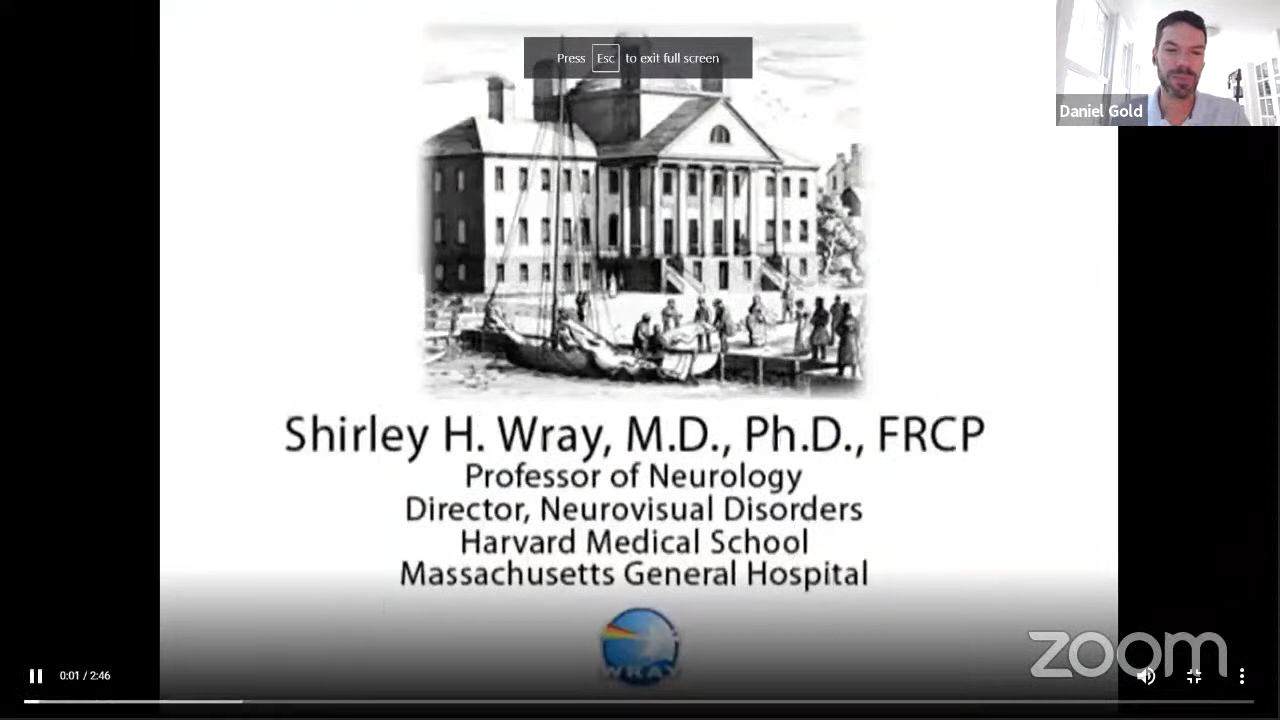 Press Esc to exit full screen
Daniel Gold
Shirley H. Wray, M.D., Ph.D., FRCP
Professor of Neurology
Director, Neurovisual Disorders
Harvard Medical School
Massachusetts General Hospital
WRAY
zoom
0:01 / 2:46